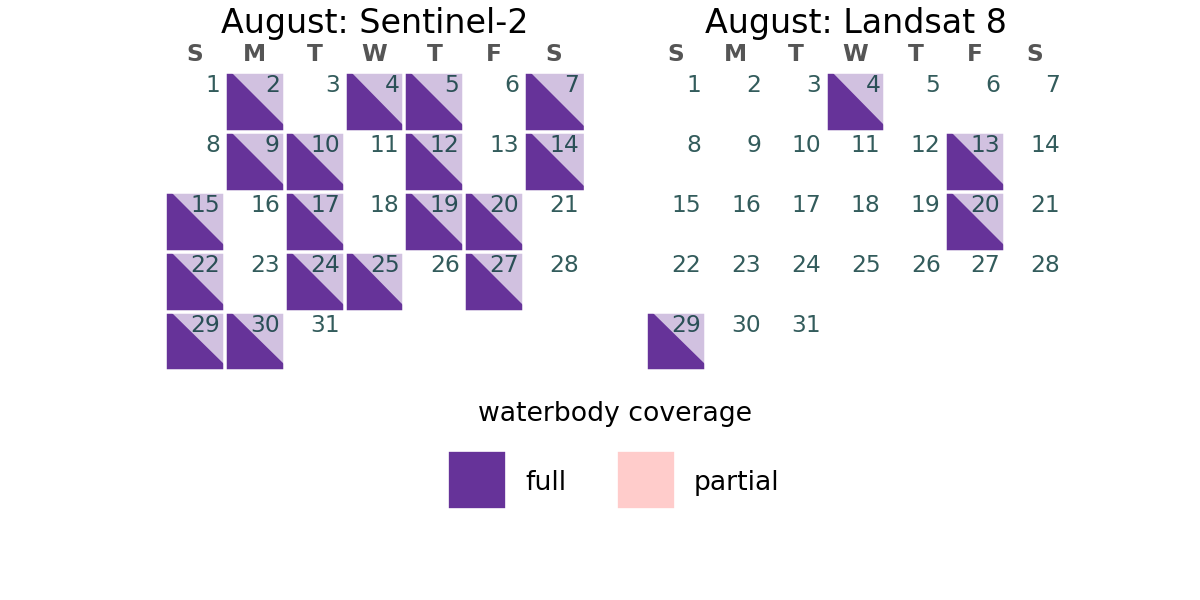 August: Sentinel-2
S M T W T F S
1 2 3 4 5 6 7
8 9 10 11 12 13 14
15 16 17 18 19 20 21
22 23 24 25 26 27 28
29 30 31
August: Landsat 8
S M T W T F S
1 2 3 4 5 6 7
8 9 10 11 12 13 14
15 16 17 18 19 20 21
22 23 24 25 26 27 28
29 30 31
waterbody coverage
full partial